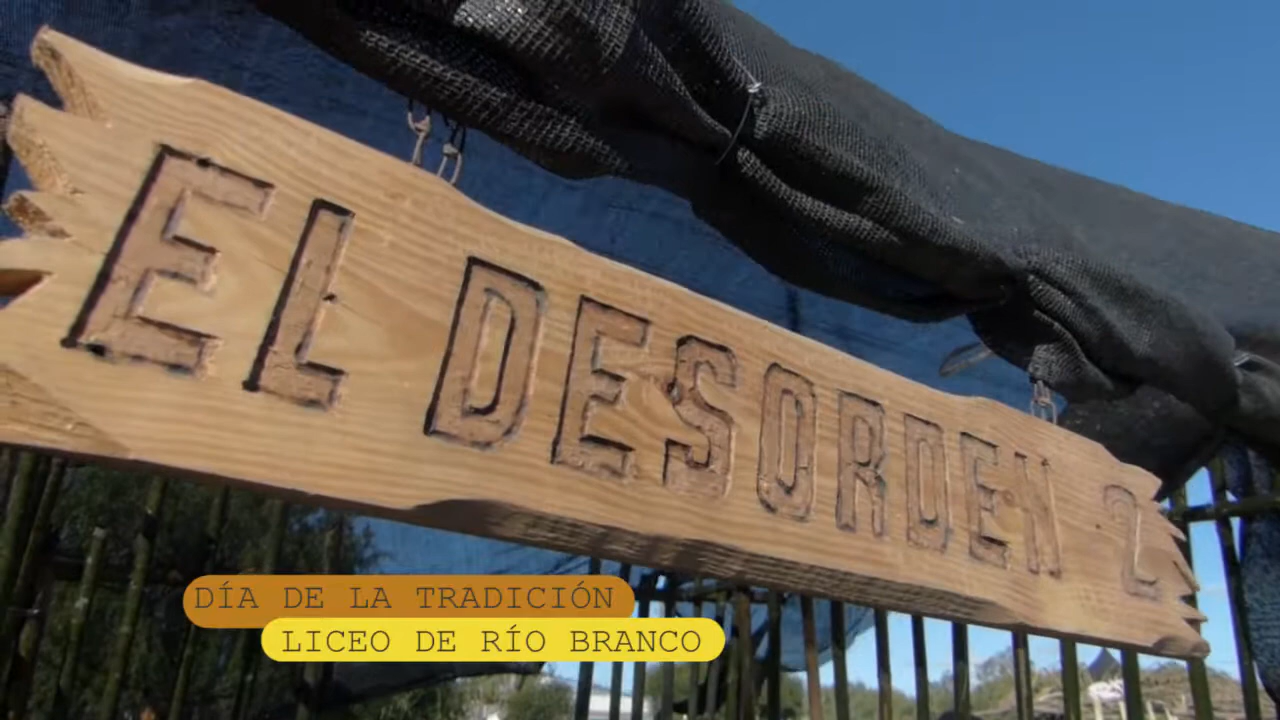 EL DESORDEN 2
DÍA DE LA TRADICIÓN
LICEO DE RÍO BRANCO